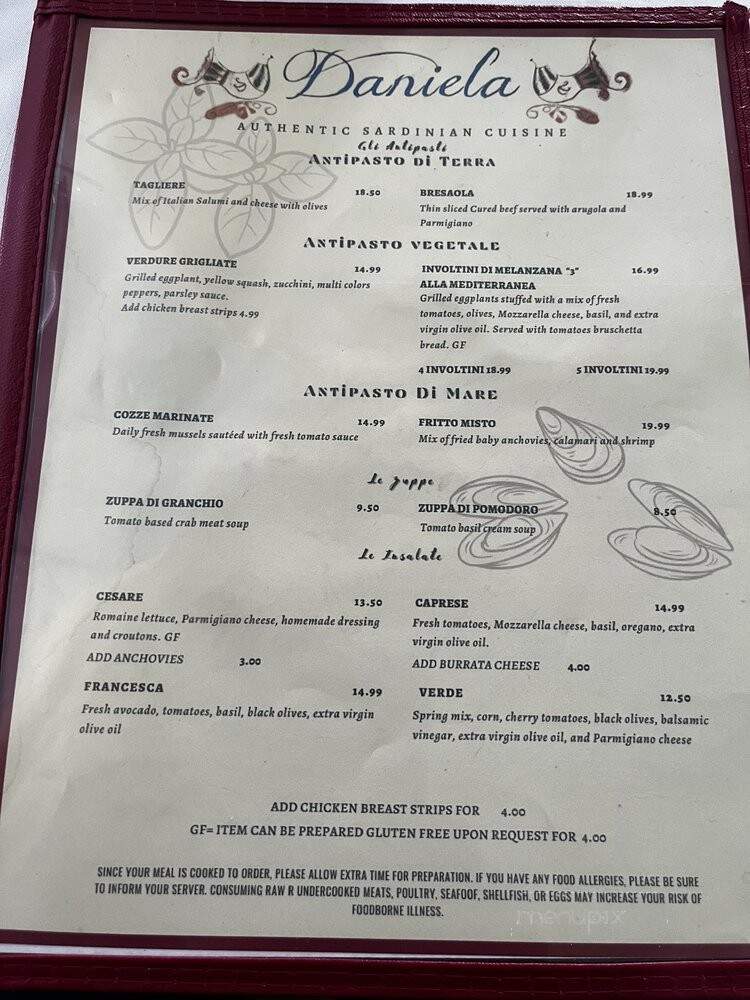 Daniela
AUTHENTIC SARDINIAN CUISINE
Gli Antipasti
ANTIPASTO DI TERRA
TAGLIERE 18.50
Mix of Italian Salumi and cheese with olives
BRESAOLA 18.99
Thin sliced Cured beef served with arugola and
Parmigiano
ANTIPASTO VEGETALE
VERDURE GRIGLIATE 14.99
Grilled eggplant, yellow squash, zucchini, multi colors
peppers, parsley sauce.
Add chicken breast strips 4.99
INVOLTINI DI MELANZANA "3" 16.99
ALLA MEDITERRANEA
Grilled eggplants stuffed with a mix of fresh
tomatoes, olives, Mozzarella cheese, basil, and extra
virgin olive oil. Served with tomatoes bruschetta
bread. GF
4 INVOLTINI 18.99 5 INVOLTINI 19.99
ANTIPASTO DI MARE
COZZE MARINATE 14.99
Daily fresh mussels sautéed with fresh tomato sauce
FRITTO MISTO 19.99
Mix of fried baby anchovies, calamari and shrimp
Le Zuppe
ZUPPA DI GRANCHIO 9.50
Tomato based crab meat soup
ZUPPA DI POMODORO 8.50
Tomato basil cream soup
Le Insalate
CESARE 13.50
Romaine lettuce, Parmigiano cheese, homemade dressing
and croutons. GF
ADD ANCHOVIES 3.00
CAPRESE 14.99
Fresh tomatoes, Mozzarella cheese, basil, oregano, extra
virgin olive oil.
ADD BURRATA CHEESE 4.00
FRANCESCA 14.99
Fresh avocado, tomatoes, basil, black olives, extra virgin
olive oil
VERDE 12.50
Spring mix, corn, cherry tomatoes, black olives, balsamic
vinegar, extra virgin olive oil, and Parmigiano cheese
ADD CHICKEN BREAST STRIPS FOR 4.00
GF= ITEM CAN BE PREPARED GLUTEN FREE UPON REQUEST FOR 4.00
SINCE YOUR MEAL IS COOKED TO ORDER, PLEASE ALLOW EXTRA TIME FOR PREPARATION. IF YOU HAVE ANY FOOD ALLERGIES, PLEASE BE SURE
TO INFORM YOUR SERVER. CONSUMING RAW R UNDERCOOKED MEATS, POULTRY, SEAFOOF, SHELLFISH, OR EGGS MAY INCREASE YOUR RISK OF
FOODBORNE ILLNESS.
menupix